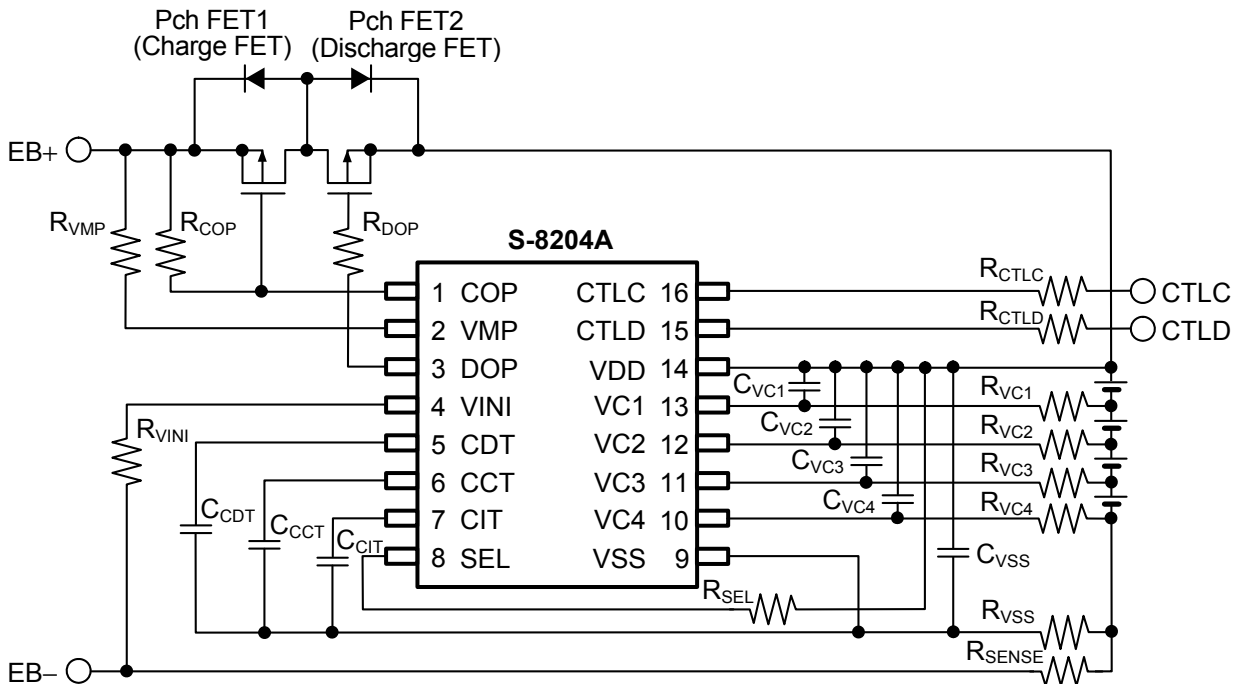 Pch FET1
(Charge FET)
Pch FET2
(Discharge FET)
EB+
RVMP
RCOP
RDOP
S-8204A
1 COP
2 VMP
3 DOP
4 VINI
5 CDT
6 CCT
7 CIT
8 SEL
CTLC 16
CTLD 15
VDD 14
VC1 13
VC2 12
VC3 11
VC4 10
VSS 9
RCTLC
CTLC
RCTLD
CTLD
CVC1
CVC2
CVC3
CVC4
RVC1
RVC2
RVC3
RVC4
RVINI
CCDT
CCCT
CCIT
CVSS
RSEL
RVSS
RSENSE
EB−